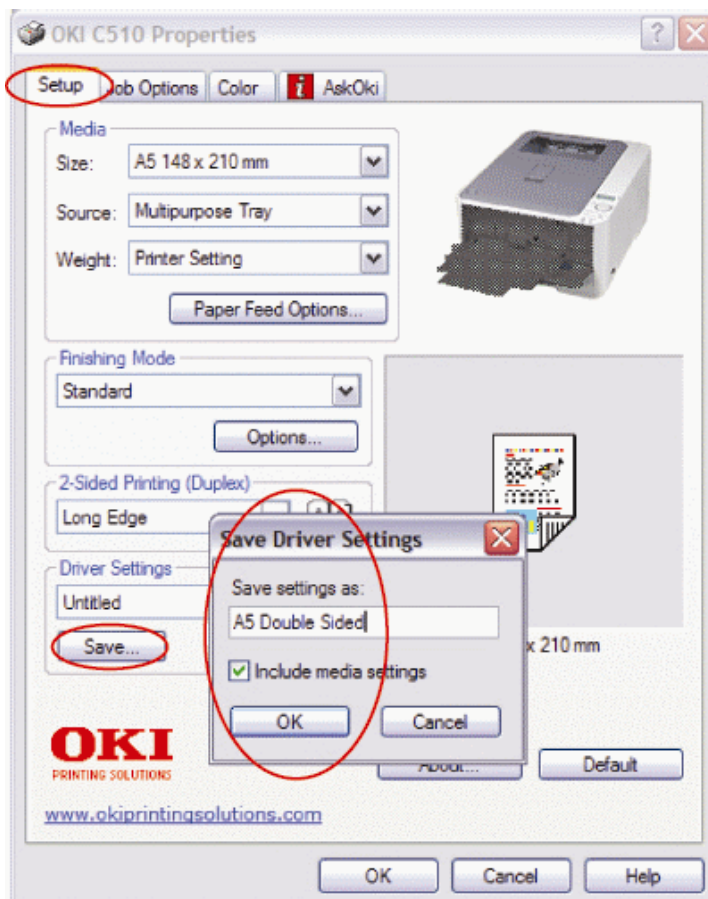 OKI C510 Properties
Setup Job Options Color i AskOki
Media
Size: A5 148 x 210 mm
Source: Multipurpose Tray
Weight: Printer Setting
Paper Feed Options...
Finishing Mode
Standard
Options...
2-Sided Printing (Duplex)
Long Edge
Save Driver Settings
Driver Settings
Save settings as:
Untitled
A5 Double Sided
Save...
x 210 mm
Include media settings
OK Cancel
OKI
PRINTING SOLUTIONS
About... Default
www.okiprintingsolutions.com
OK Cancel Help